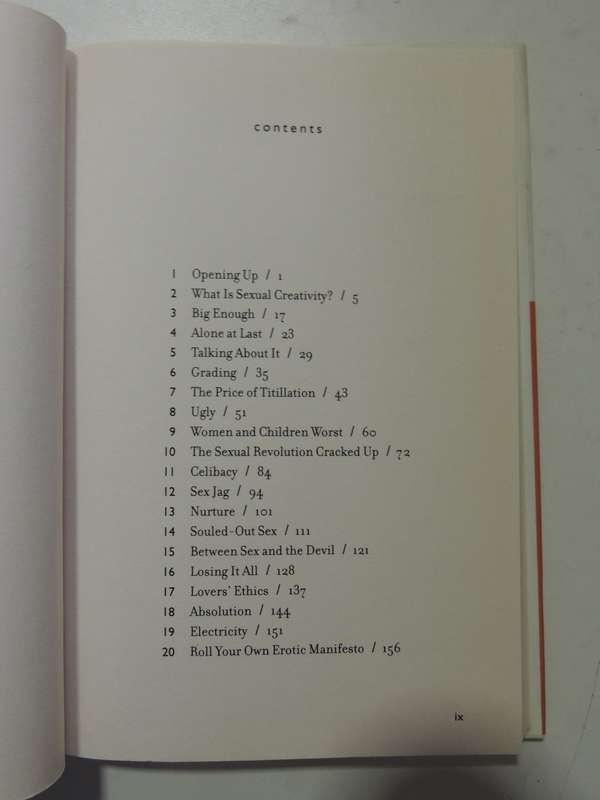 contents
1 Opening Up / 1
2 What Is Sexual Creativity? / 5
3 Big Enough / 17
4 Alone at Last / 23
5 Talking About It / 29
6 Grading / 35
7 The Price of Titillation / 43
8 Ugly / 51
9 Women and Children Worst / 60
10 The Sexual Revolution Cracked Up / 72
11 Celibacy / 84
12 Sex Jag / 94
13 Nurture / 101
14 Souled-Out Sex / 111
15 Between Sex and the Devil / 121
16 Losing It All / 128
17 Lovers' Ethics / 137
18 Absolution / 144
19 Electricity / 151
20 Roll Your Own Erotic Manifesto / 156
ix